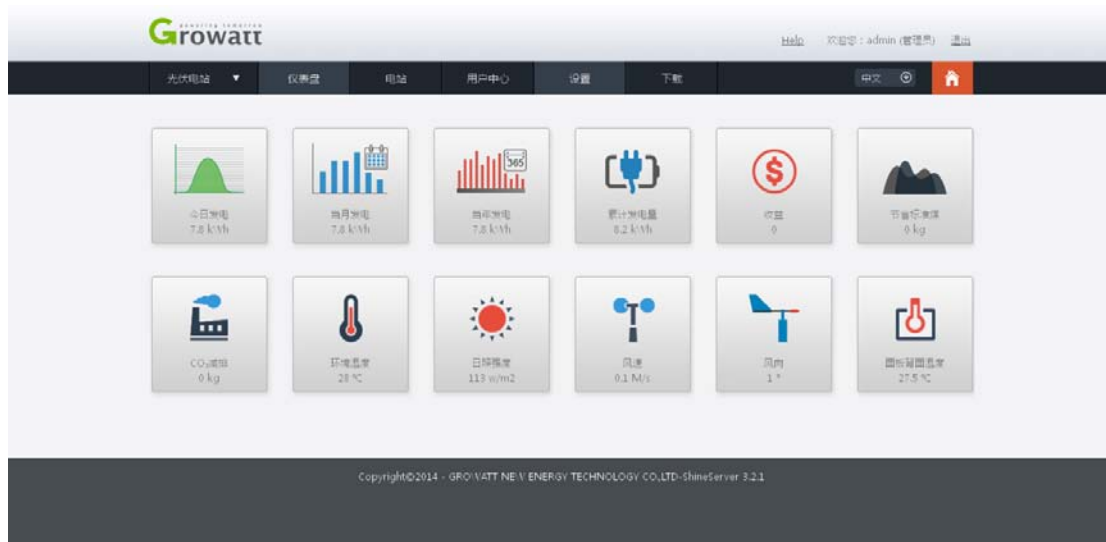 powering tomorrow
Growatt
Help 欢迎您：admin (管理员) 退出
光伏电站 ▼ 仪表盘 电站 用户中心 设置 下载 中文
365
今日发电
7.8 kWh
当月发电
7.8 kWh
当年发电
7.8 kWh
累计发电量
8.2 kWh
收益
0
节省标准煤
0 kg
CO₂减排
0 kg
环境温度
28 ℃
日照强度
113 w/m2
风速
0.1 M/s
风向
1 °
面板背面温度
27.5 ℃
Copyright©2014 - GROWATT NEW ENERGY TECHNOLOGY CO,LTD-ShineServer 3.2.1